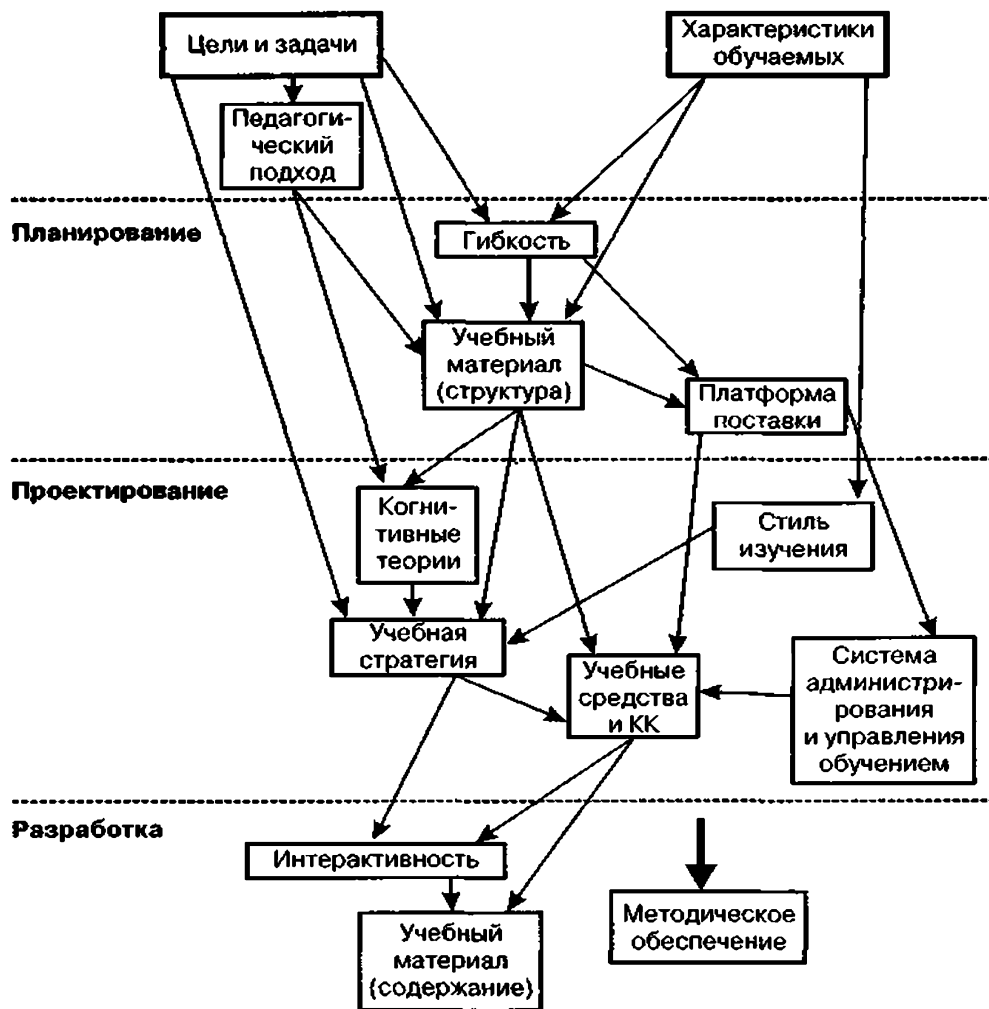 Цели и задачи
Характеристики
обучаемых
Педагоги-
ческий
подход
Планирование
Гибкость
Учебный
материал
(структура)
Платформа
поставки
Проектирование
Когни-
тивные
теории
Стиль
изучения
Учебная
стратегия
Учебные
средства
и КК
Система
администри-
рования
и управления
обучением
Разработка
Интерактивность
Учебный
материал
(содержание)
Методическое
обеспечение